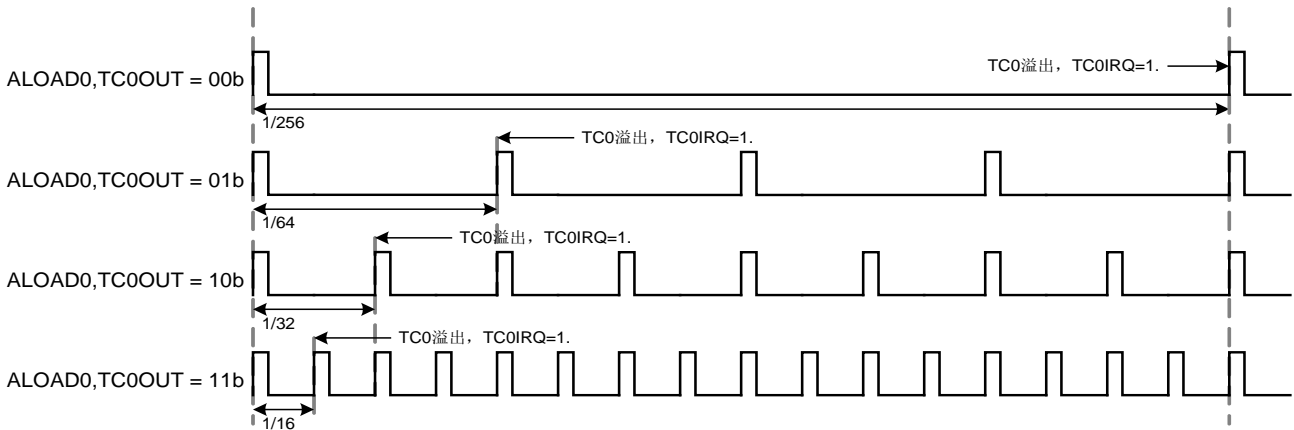 TC0溢出，TC0IRQ=1.
ALOAD0,TC0OUT = 00b
1/256
TC0溢出，TC0IRQ=1.
ALOAD0,TC0OUT = 01b
1/64
TC0溢出，TC0IRQ=1.
ALOAD0,TC0OUT = 10b
1/32
TC0溢出，TC0IRQ=1.
ALOAD0,TC0OUT = 11b
1/16